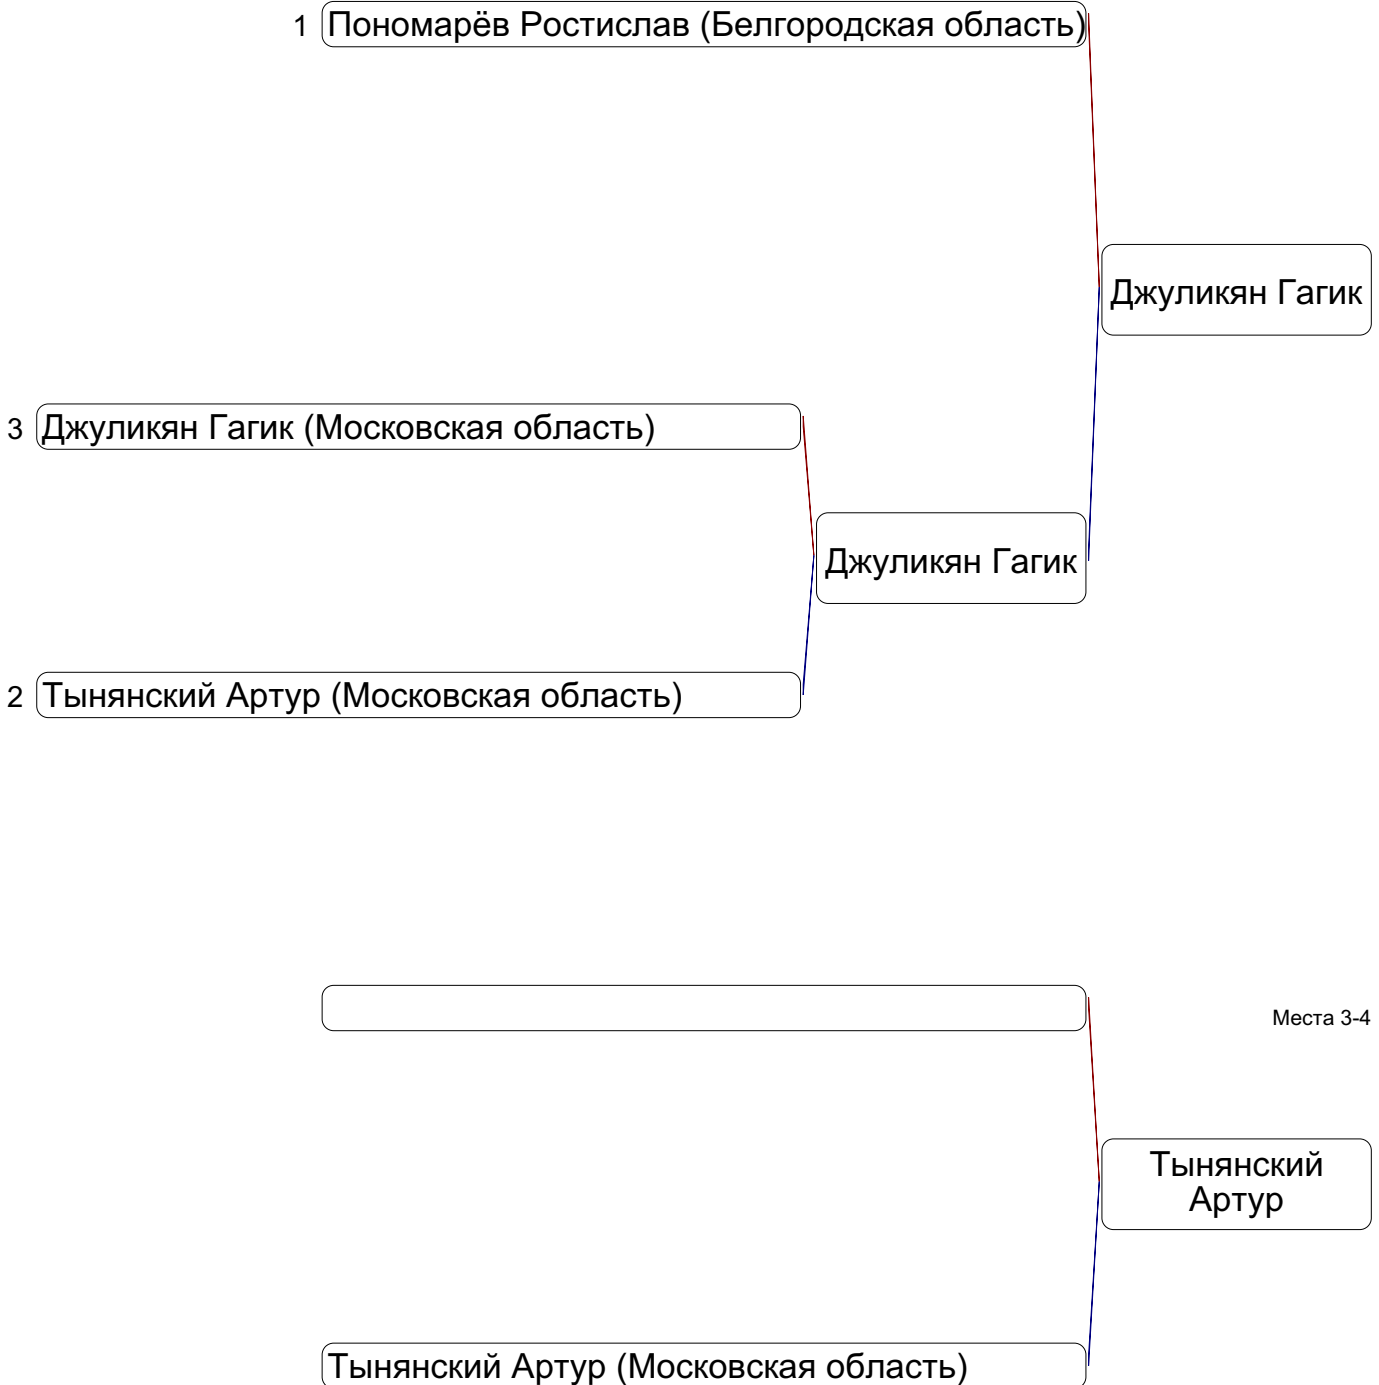 1 Пономарёв Ростислав (Белгородская область)
Джуликян Гагик
3 Джуликян Гагик (Московская область)
Джуликян Гагик
2 Тынянский Артур (Московская область)
Места 3-4
Тынянский
Артур
Тынянский Артур (Московская область)